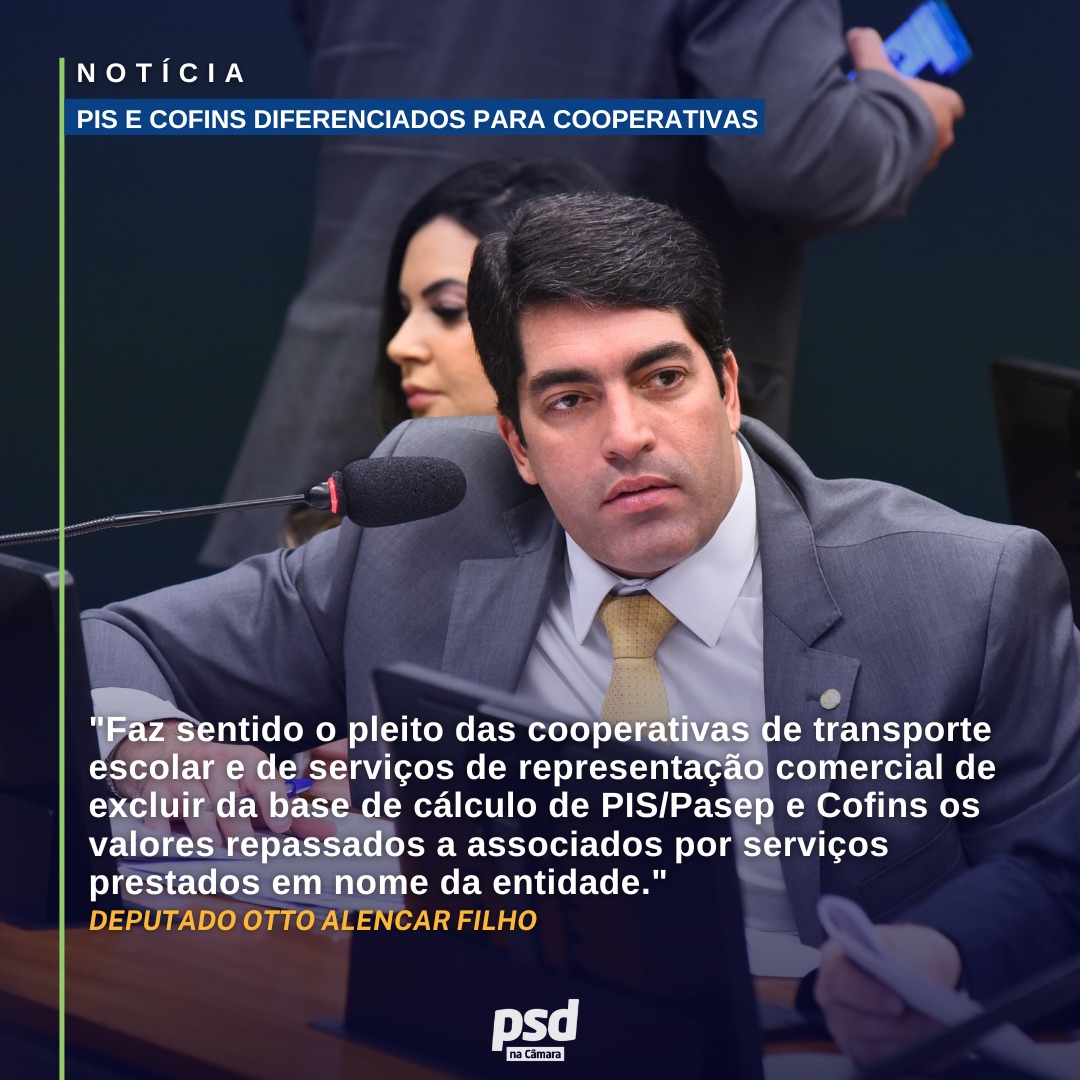 NOTÍCIA
PIS E COFINS DIFERENCIADOS PARA COOPERATIVAS
"Faz sentido o pleito das cooperativas de transporte
escolar e de serviços de representação comercial de
excluir da base de cálculo de PIS/Pasep e Cofins os
valores repassados a associados por serviços
prestados em nome da entidade."
DEPUTADO OTTO ALENCAR FILHO
psd
na Câmara